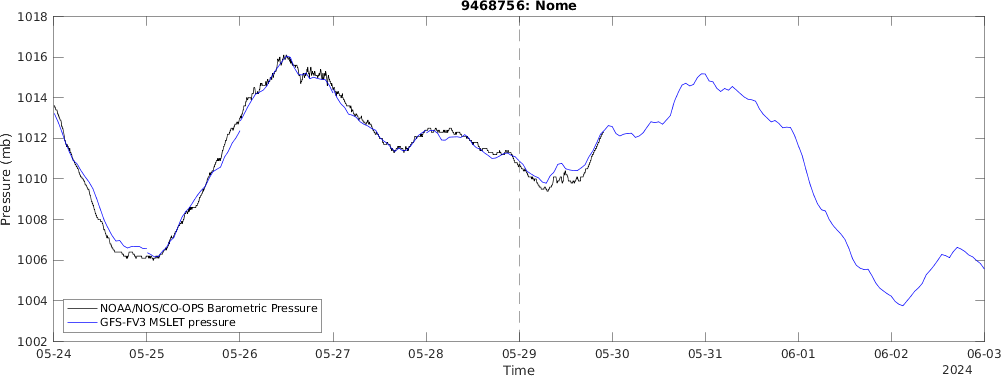 9468756: Nome
1018
1016
1014
1012
1010
1008
1006
1004
1002
Pressure (mb)
NOAA/NOS/CO-OPS Barometric Pressure
GFS-FV3 MSLET pressure
05-24 05-25 05-26 05-27 05-28 05-29 05-30 05-31 06-01 06-02 06-03
Time
2024